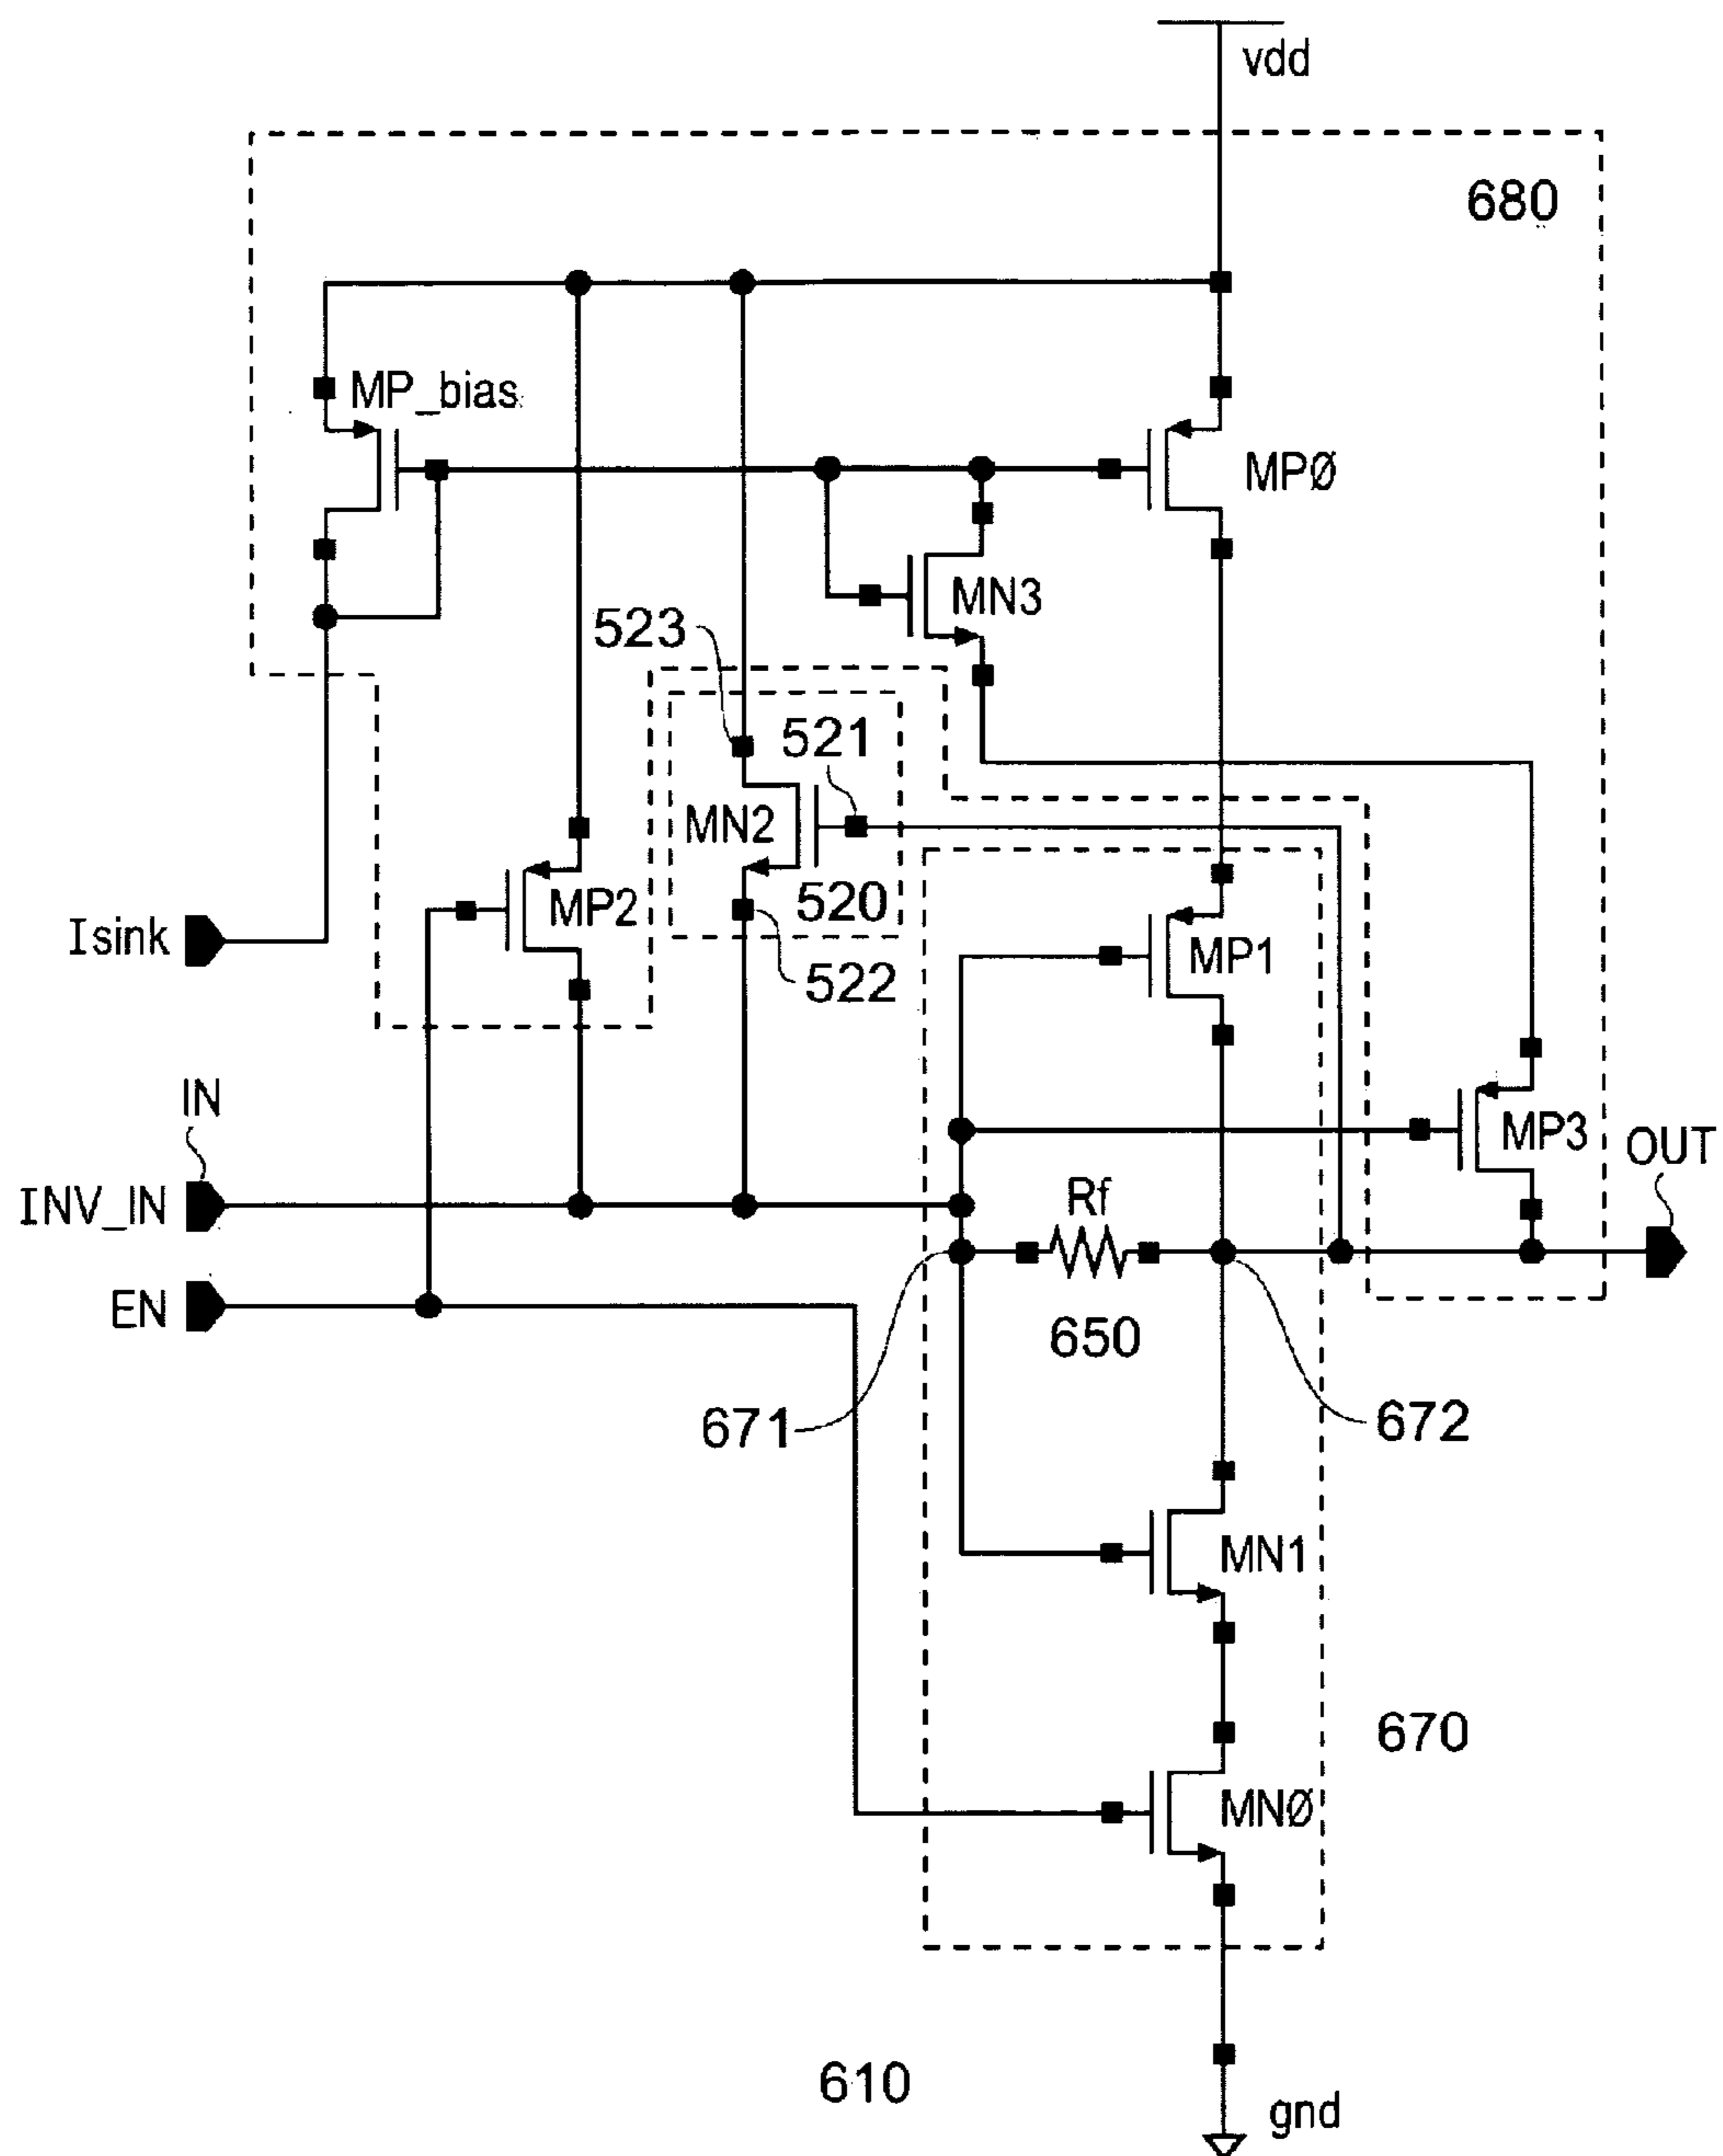 vdd
680
MP_bias
MPØ
MN3
523
521
MN2
520
MP2
MP1
Isink
522
IN
MP3
OUT
INV_IN
Rf
EN
650
671
672
MN1
670
MNØ
610
gnd